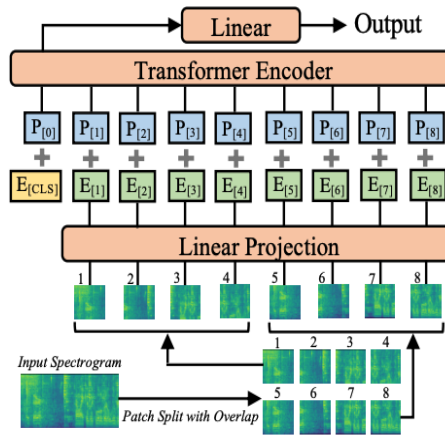 Linear
Output
Transformer Encoder
P[0] P[1] P[2] P[3] P[4] P[5] P[6] P[7] P[8]
+ + + + + + + + +
E[CLS] E[1] E[2] E[3] E[4] E[5] E[6] E[7] E[8]
Linear Projection
1 2 3 4 5 6 7 8
1 2 3 4
Input Spectrogram
5 6 7 8
Patch Split with Overlap